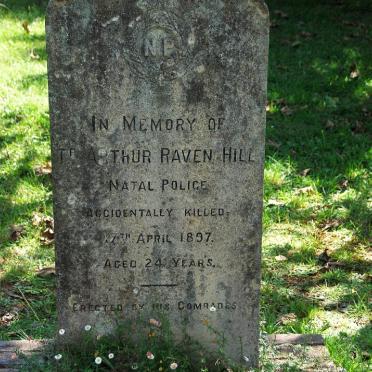 NP
IN MEMORY OF
TR ARTHUR RAVEN HILL
NATAL POLICE
ACCIDENTALLY KILLED.
APRIL 1897.
AGED 24 YEARS.
ERECTED BY HIS COMRADES